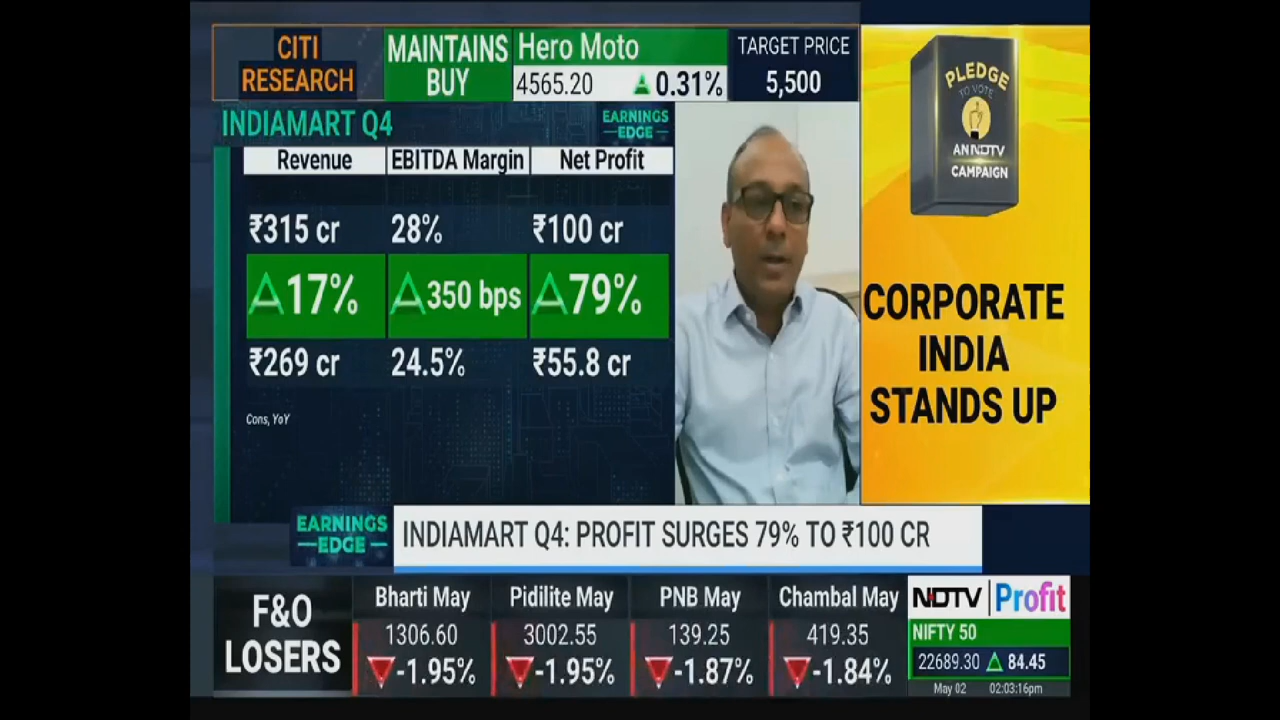 CITI
RESEARCH
MAINTAINS
BUY
Hero Moto
4565.20 0.31%
TARGET PRICE
5,500
INDIAMART Q4
EARNINGS
EDGE
Revenue EBITDA Margin Net Profit
₹315 cr 28% ₹100 cr
17% 350 bps 79%
₹269 cr 24.5% ₹55.8 cr
Cons, YoY
PLEDGE
TO VOTE
AN NDTV
CAMPAIGN
CORPORATE
INDIA
STANDS UP
EARNINGS
EDGE
INDIAMART Q4: PROFIT SURGES 79% TO ₹100 CR
F&O
LOSERS
Bharti May
1306.60
-1.95%
Pidilite May
3002.55
-1.95%
PNB May
139.25
-1.87%
Chambal May
419.35
-1.84%
NDTV Profit
NIFTY 50
22689.30 84.45
May 02 02:03:16pm